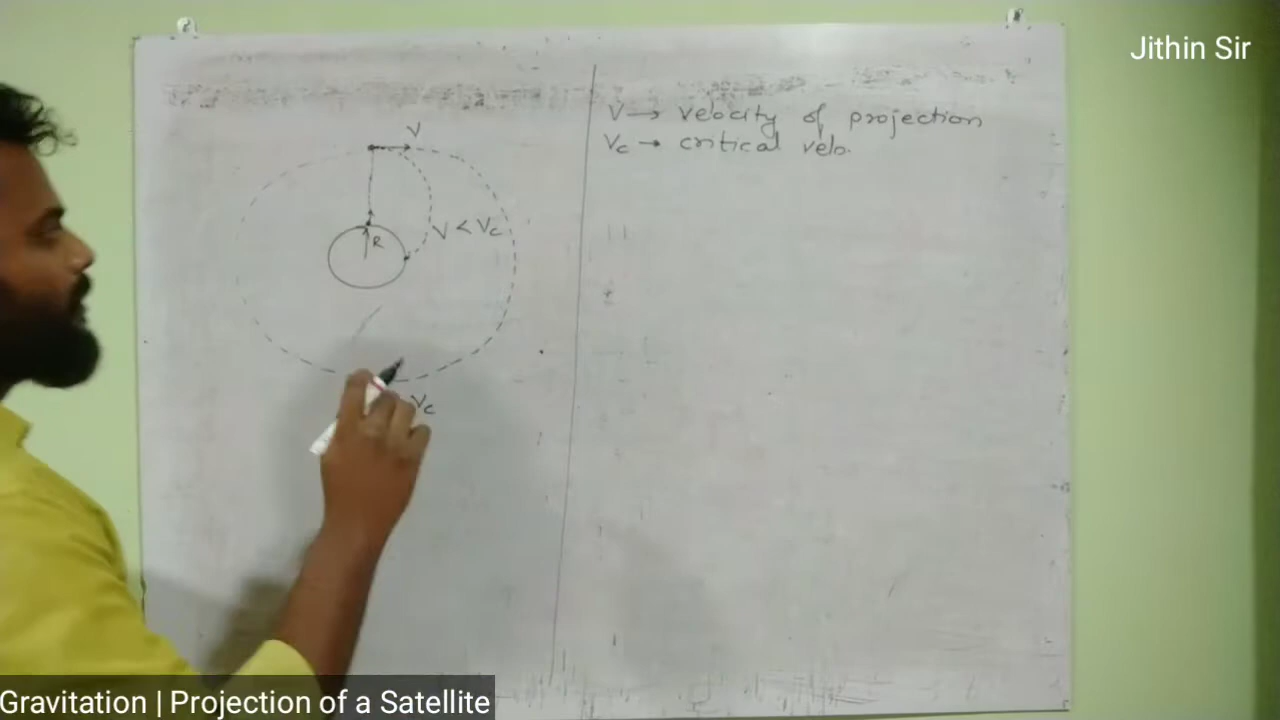 Jithin Sir
V → velocity of projection
Vc → critical velo.
V
R
V < Vc
Vc
Gravitation | Projection of a Satellite